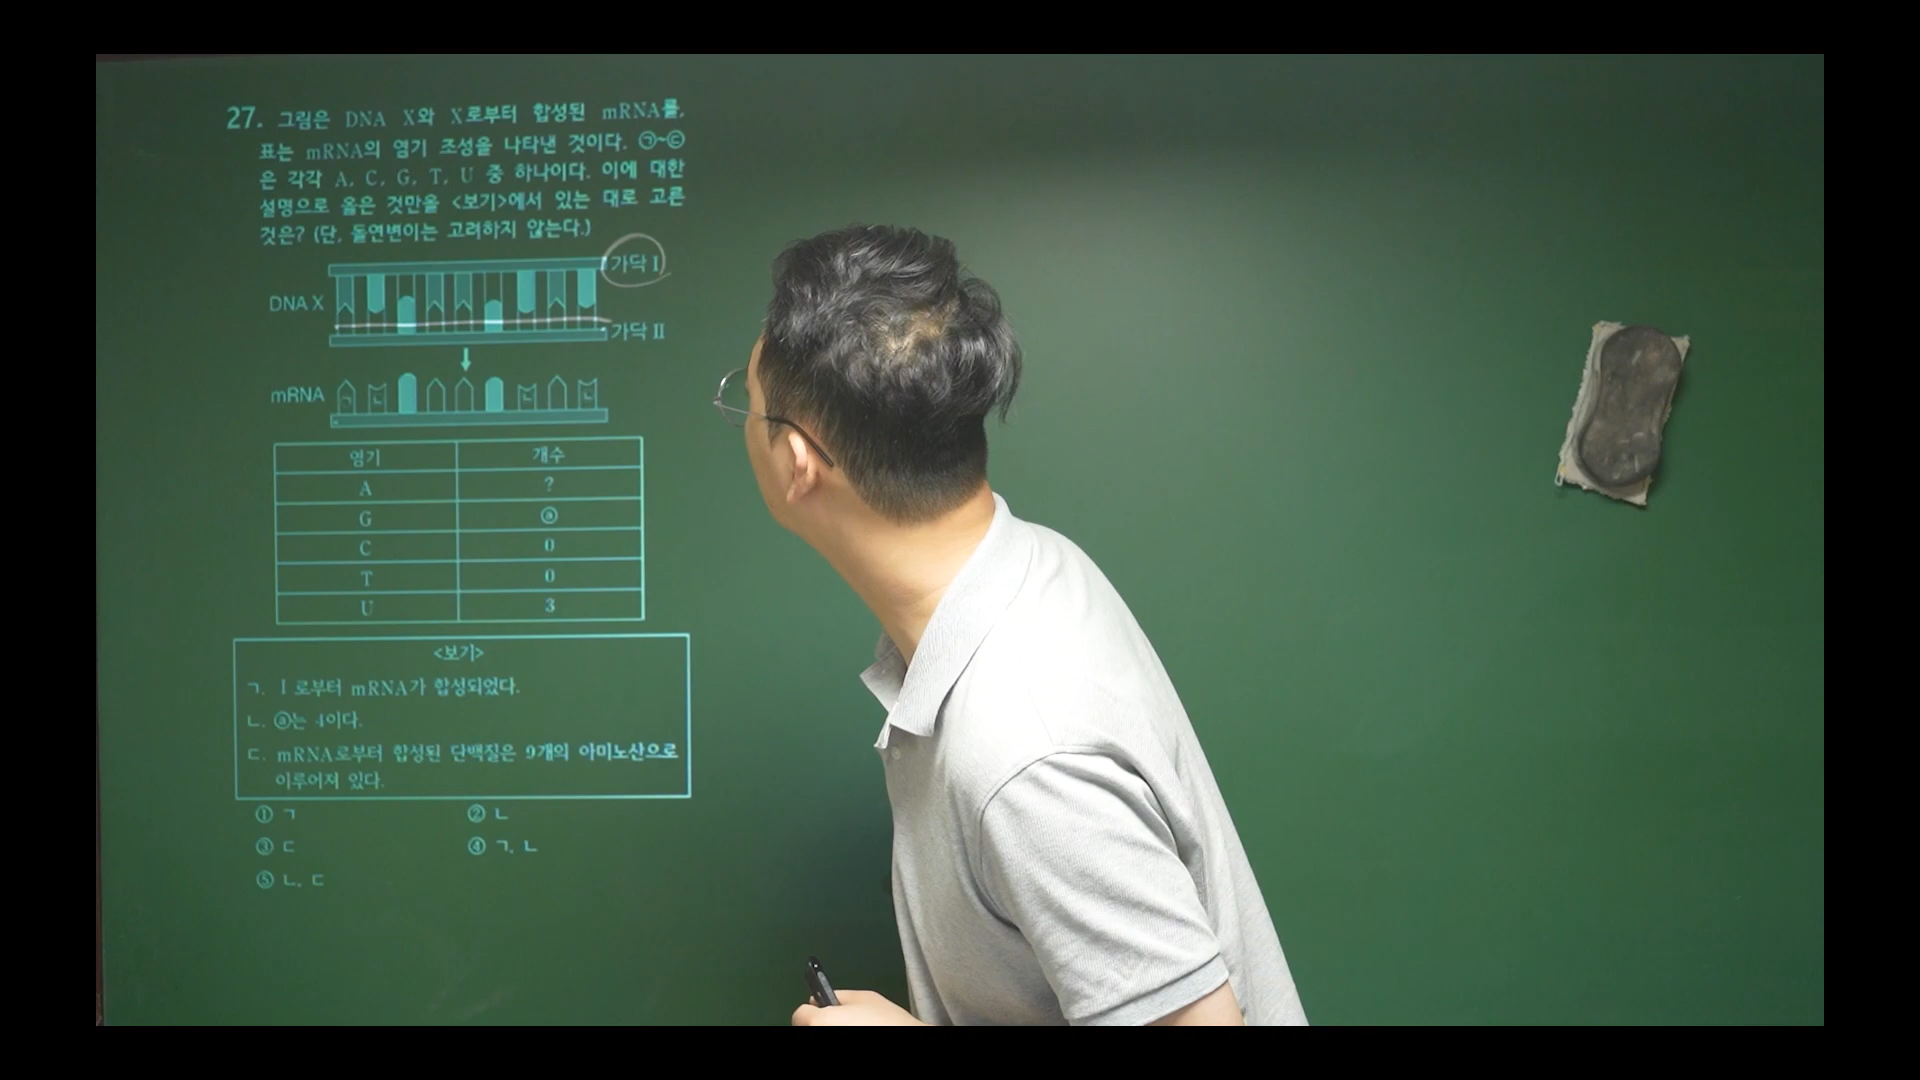 27. 그림은 DNA X와 X로부터 합성된 mRNA를,
표는 mRNA의 염기 조성을 나타낸 것이다. ㉠~㉢
은 각각 A, C, G, T, U 중 하나이다. 이에 대한
설명으로 옳은 것만을 <보기>에서 있는 대로 고른
것은? (단, 돌연변이는 고려하지 않는다.)
가닥 I
DNA X
가닥 II
mRNA
염기 개수
A ?
G ⓐ
C 0
T 0
U 3
<보기>
ㄱ. I로부터 mRNA가 합성되었다.
ㄴ. ⓐ는 4이다.
ㄷ. mRNA로부터 합성된 단백질은 9개의 아미노산으로
이루어져 있다.
① ㄱ ② ㄴ
③ ㄷ ④ ㄱ, ㄴ
⑤ ㄴ, ㄷ